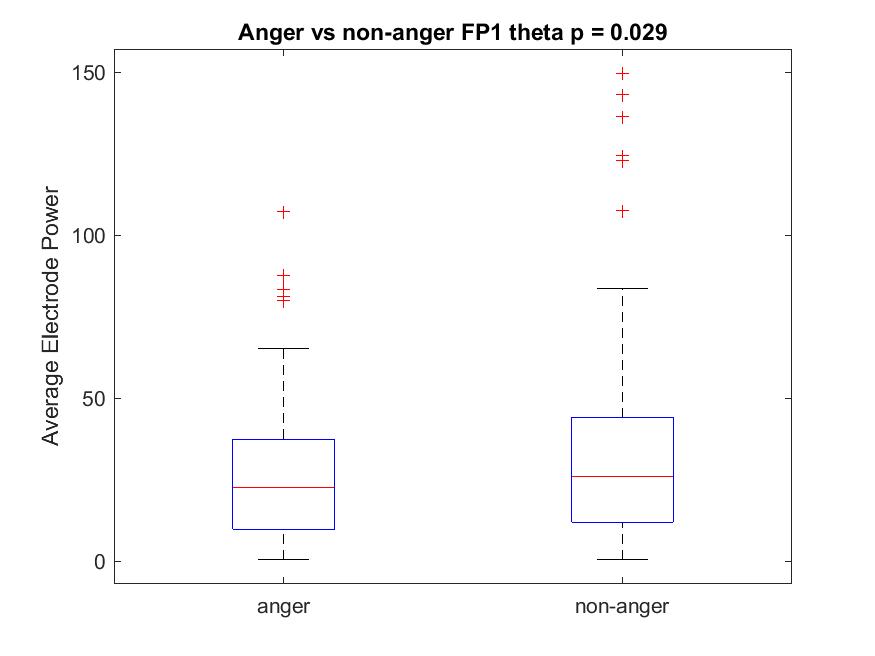 Anger vs non-anger FP1 theta p = 0.029
Average Electrode Power
150
100
50
0
anger
non-anger